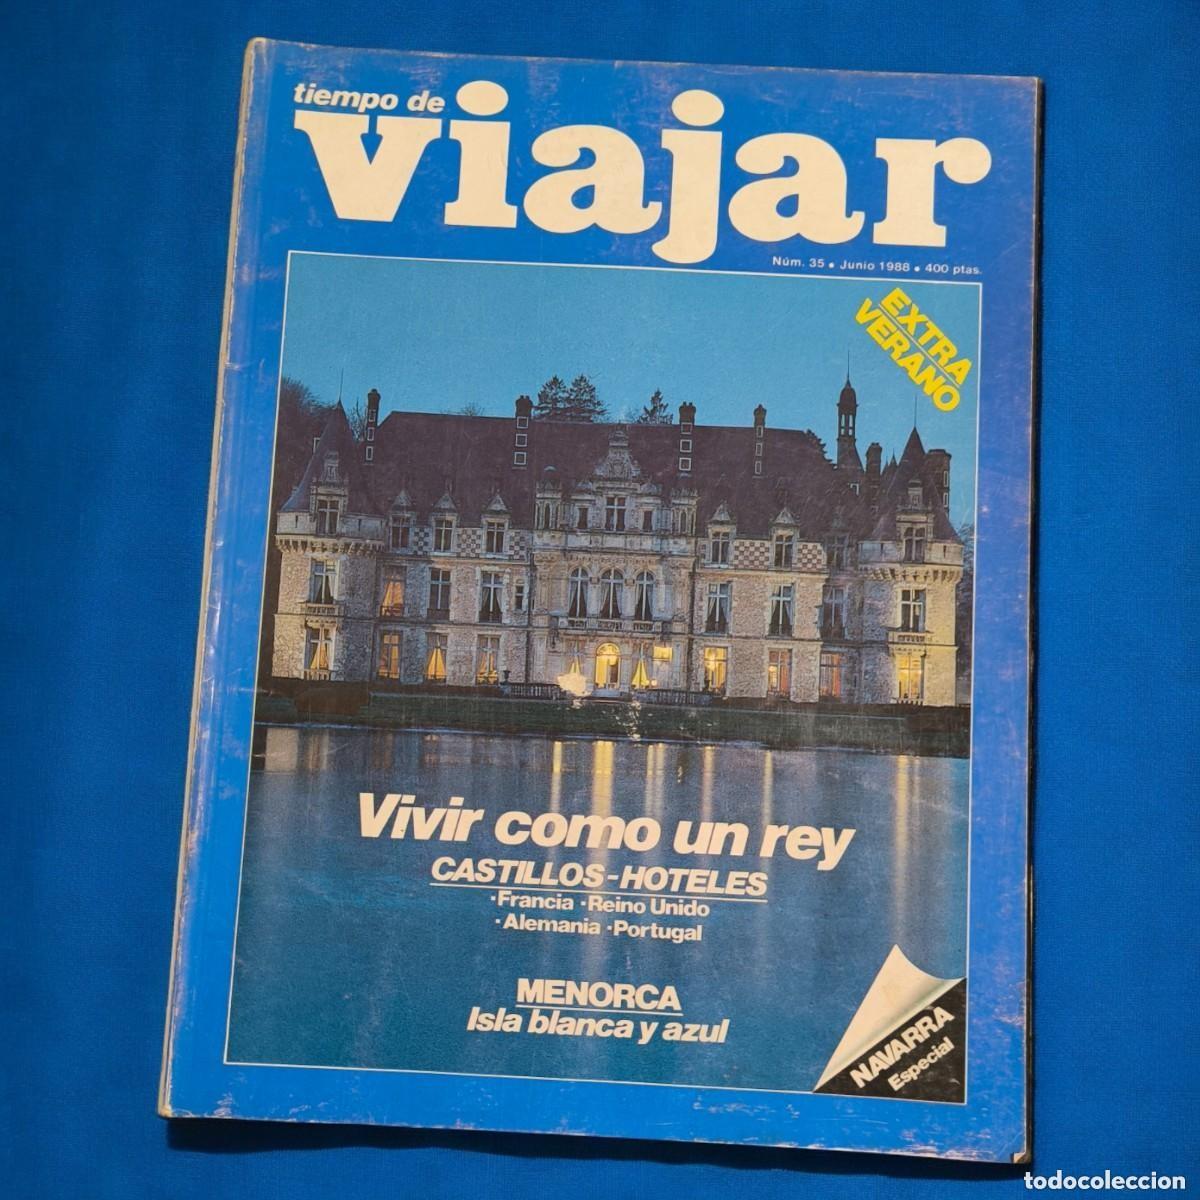 tiempo de
viajar
Núm. 35 • Junio 1988 • 400 ptas.
EXTRA
VERANO
Vivir como un rey
CASTILLOS-HOTELES
·Francia ·Reino Unido
·Alemania ·Portugal
MENORCA
Isla blanca y azul
NAVARRA
Especial
todocoleccion